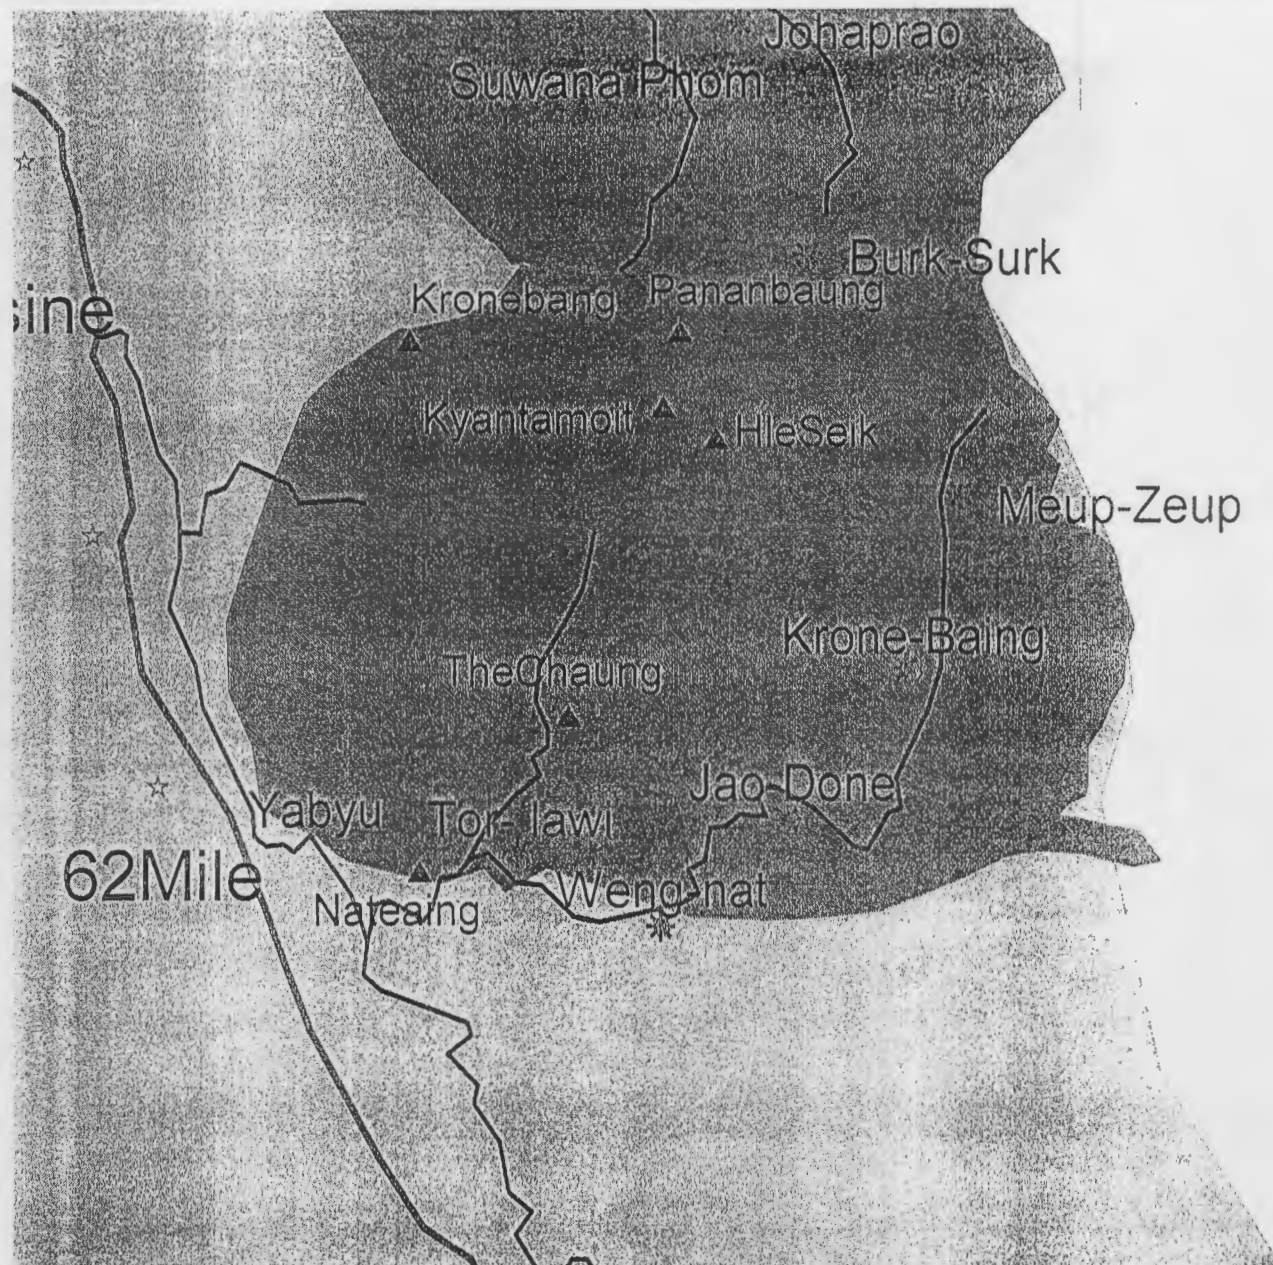 Johaprao
Suwana Phom
Burk-Surk
Kronebang
Pananbaung
sine
Kyantamoit
HleSeik
Meup-Zeup
Krone-Baing
TheChaung
Jao-Done
Yabyu
Tor-lawi
62Mile
Weng nat
Nateaing